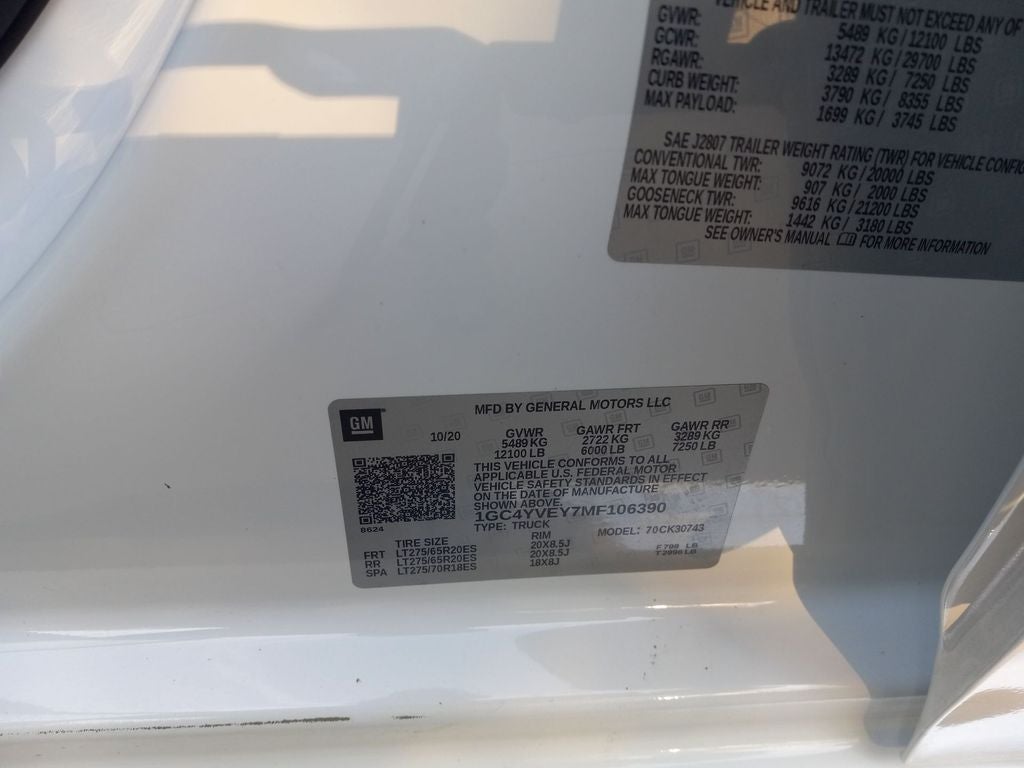 VEHICLE AND TRAILER MUST NOT EXCEED ANY OF
GVWR: 5489 KG/12100 LBS
GCWR: 13472 KG/29700 LBS
RGAWR: 3289 KG/ 7250 LBS
CURB WEIGHT: 3790 KG/ 8355 LBS
MAX PAYLOAD: 1699 KG/ 3745 LBS
SAE J2807 TRAILER WEIGHT RATING (TWR) FOR VEHICLE CONFIG
CONVENTIONAL TWR: 9072 KG/20000 LBS
MAX TONGUE WEIGHT: 907 KG/ 2000 LBS
GOOSENECK TWR: 9616 KG/21200 LBS
MAX TONGUE WEIGHT: 1442 KG/ 3180 LBS
SEE OWNER'S MANUAL FOR MORE INFORMATION
GM
MFD BY GENERAL MOTORS LLC
10/20 GVWR GAWR FRT GAWR RR
5489 KG 2722 KG 3289 KG
12100 LB 6000 LB 7250 LB
THIS VEHICLE CONFORMS TO ALL
APPLICABLE U.S. FEDERAL MOTOR
VEHICLE SAFETY STANDARDS IN EFFECT
ON THE DATE OF MANUFACTURE
SHOWN ABOVE.
1GC4YVEY7MF106390
8624
TYPE: TRUCK MODEL: 70CK30743
TIRE SIZE RIM
FRT LT275/65R20ES 20X8.5J F 798 LB
RR LT275/65R20ES 20X8.5J T 2996 LB
SPA LT275/70R18ES 18X8J